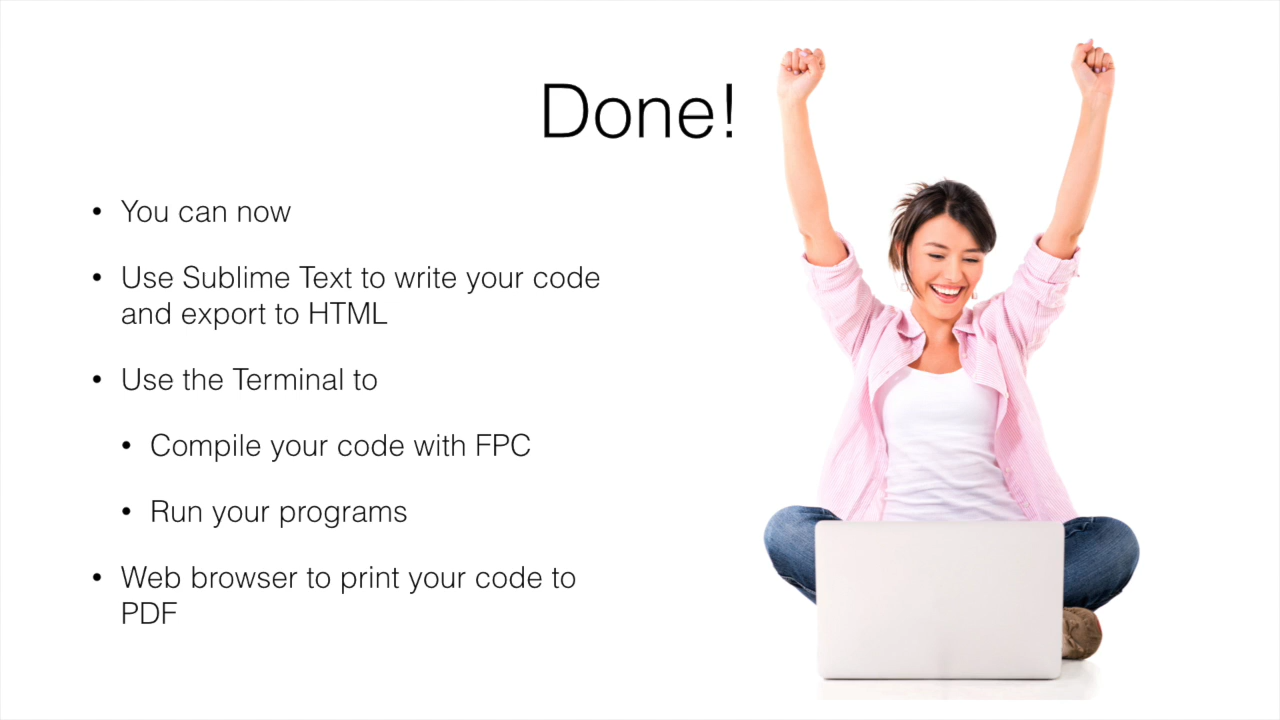 Done!
• You can now
• Use Sublime Text to write your code
and export to HTML
• Use the Terminal to
• Compile your code with FPC
• Run your programs
• Web browser to print your code to
PDF